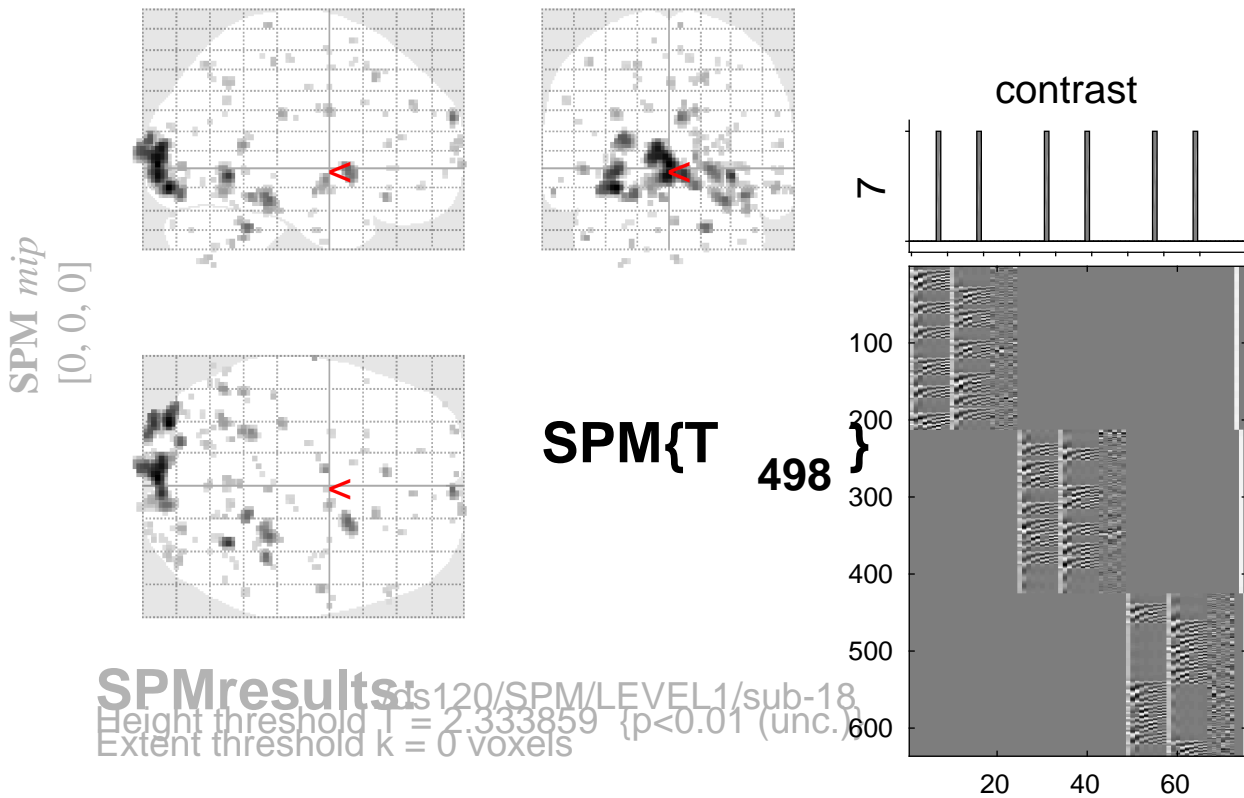 SPM mip
[0, 0, 0]
<
<
<
SPM{T 498 }
SPMresults: /ds120/SPM/LEVEL1/sub-18
Height threshold T = 2.333859 {p<0.01 (unc.)}
Extent threshold k = 0 voxels
contrast
7
100
200
300
400
500
600
20 40 60